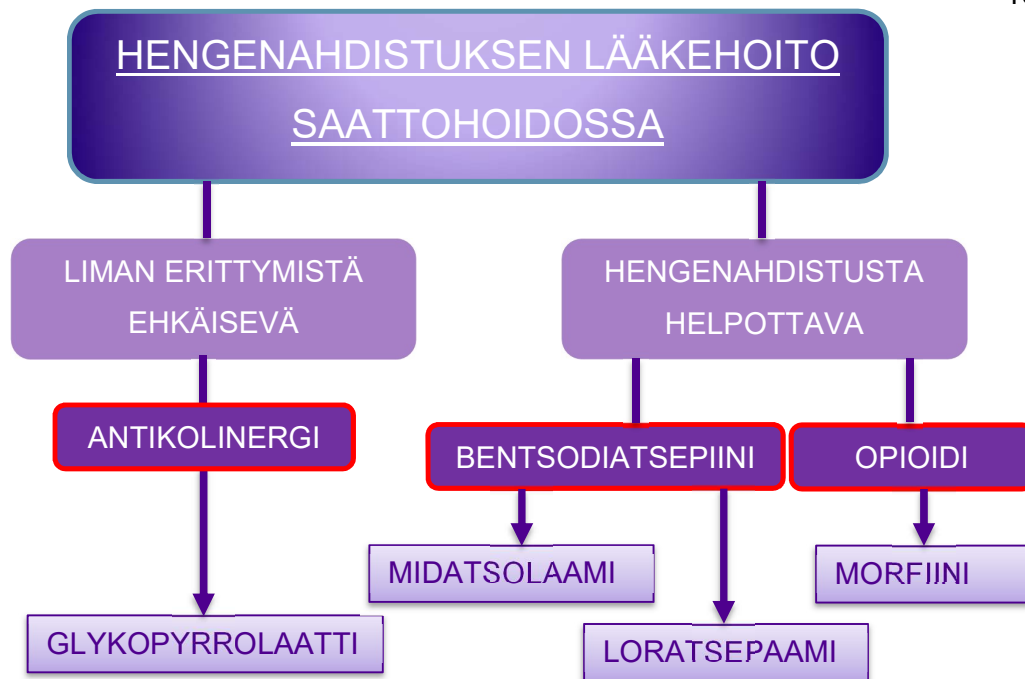 HENGENAHDISTUKSEN LÄÄKEHOITO
SAATTOHOIDOSSA
LIMAN ERITTYMISTÄ
EHKÄISEVÄ
HENGENAHDISTUSTA
HELPOTTAVA
ANTIKOLINERGI
BENTSODIATSEPIINI
OPIOIDI
MIDATSOLAAMI
MORFIINI
GLYKOPYRROLAATTI
LORATSEPAAMI